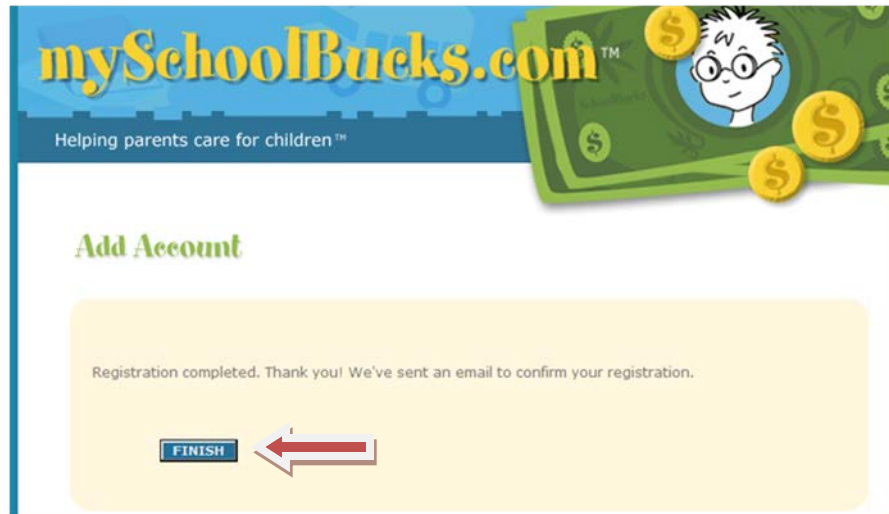 mySchoolBucks.com™
Helping parents care for children™
Add Account
Registration completed. Thank you! We've sent an email to confirm your registration.
FINISH